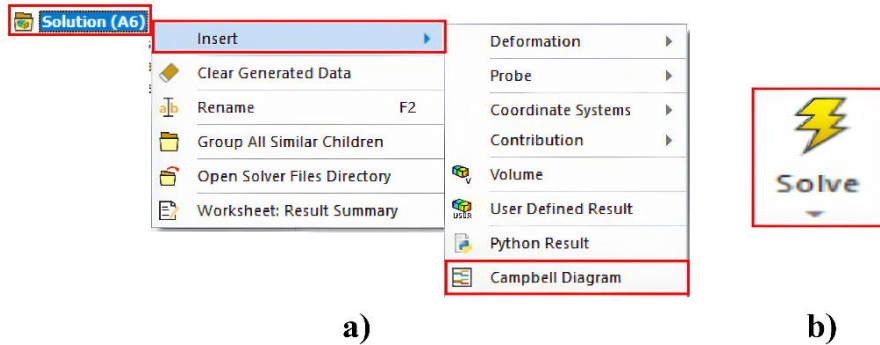 Solution (A6)
Insert
Clear Generated Data
Rename F2
Group All Similar Children
Open Solver Files Directory
Worksheet: Result Summary
Deformation
Probe
Coordinate Systems
Contribution
Volume
User Defined Result
Python Result
Campbell Diagram
Solve
a)
b)